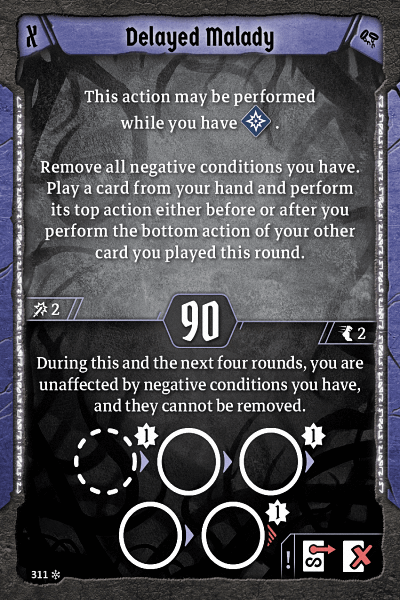 X
Delayed Malady
This action may be performed
while you have .
Remove all negative conditions you have.
Play a card from your hand and perform
its top action either before or after you
perform the bottom action of your other
card you played this round.
2
90
2
During this and the next four rounds, you are
unaffected by negative conditions you have,
and they cannot be removed.
1
1
1
!
311